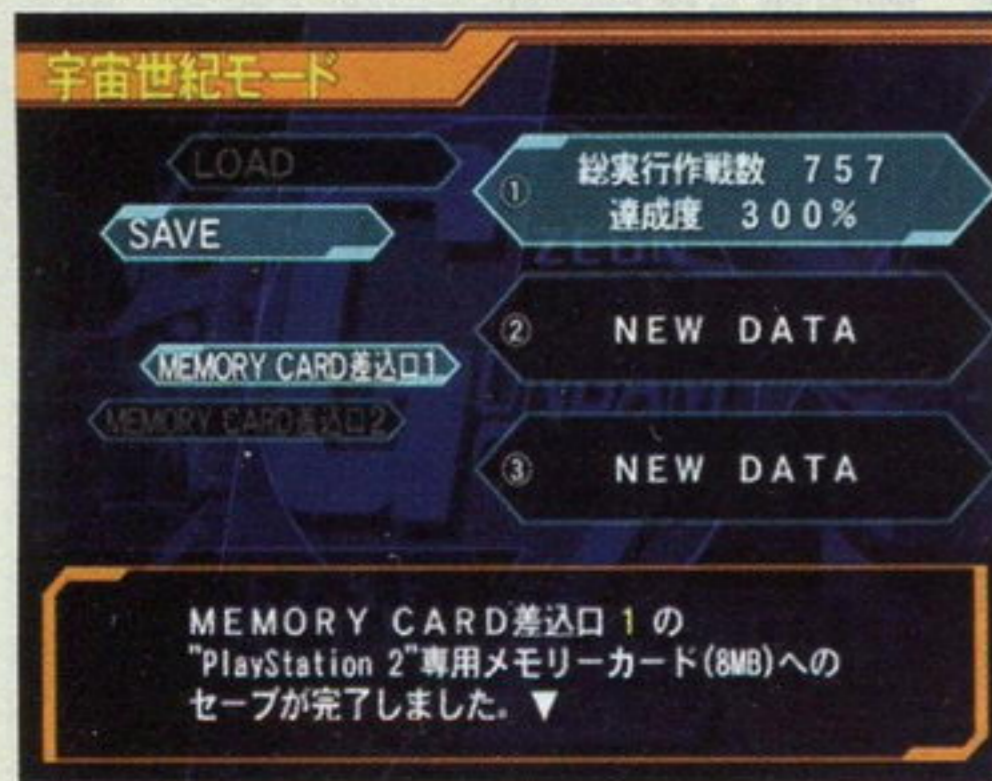 宇宙世紀モード
LOAD
SAVE
MEMORY CARD差込口1
MEMORY CARD差込口2
① 総実行作戦数 757
達成度 300%
② NEW DATA
③ NEW DATA
MEMORY CARD差込口 1 の
"PlayStation 2"専用メモリーカード(8MB)への
セーブが完了しました。▼